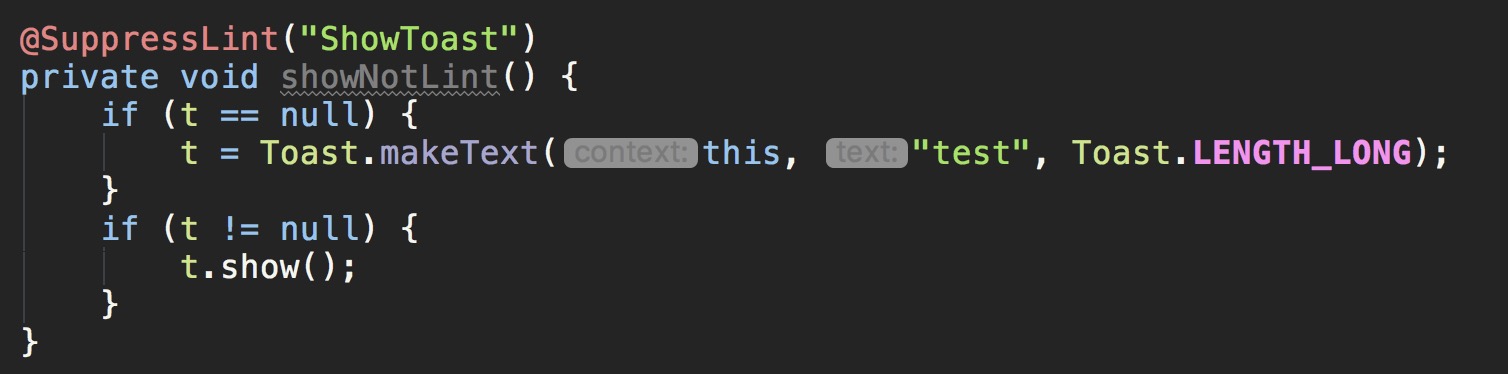 @SuppressLint("ShowToast")
private void showNotLint() {
    if (t == null) {
        t = Toast.makeText(context: this, text: "test", Toast.LENGTH_LONG);
    }
    if (t != null) {
        t.show();
    }
}